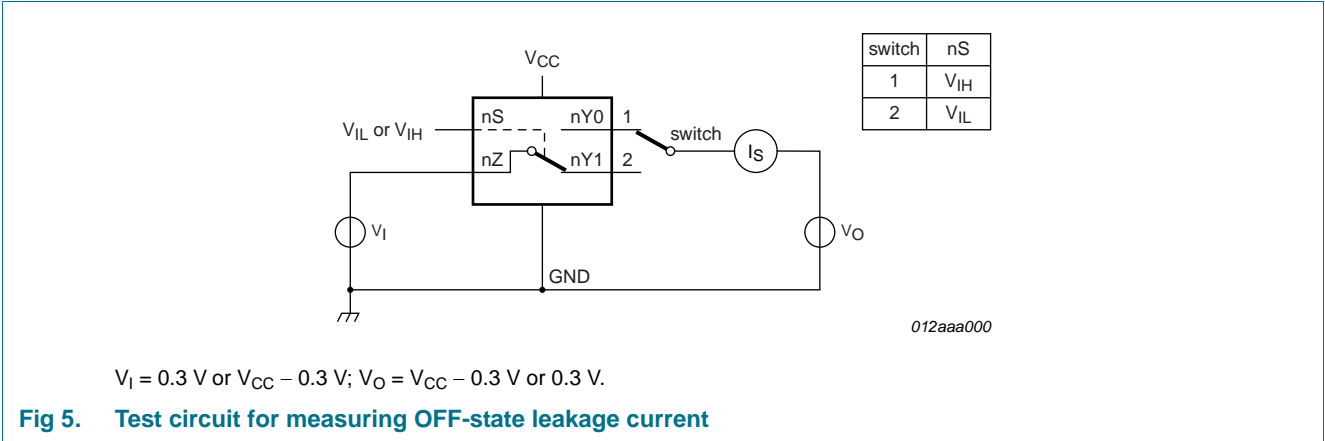 VCC
switch nS
1 VIH
2 VIL
VIL or VIH
nS
nY0
1
switch
nZ
nY1
2
IS
VI
VO
GND
012aaa000
VI = 0.3 V or VCC − 0.3 V; VO = VCC − 0.3 V or 0.3 V.
Fig 5. Test circuit for measuring OFF-state leakage current